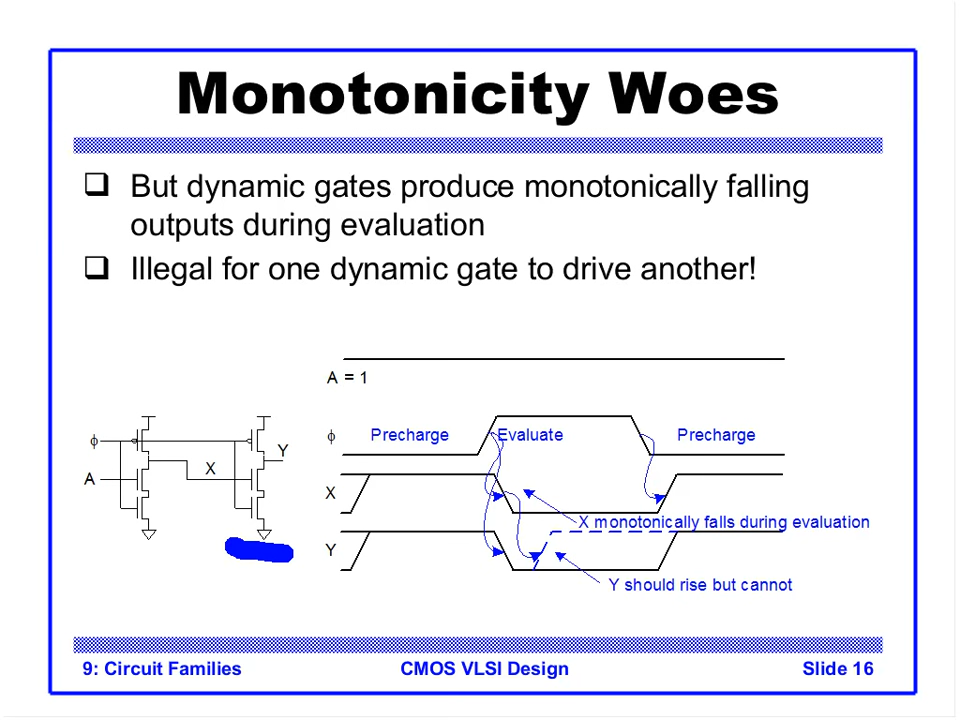 Monotonicity Woes
But dynamic gates produce monotonically falling
outputs during evaluation
Illegal for one dynamic gate to drive another!
A = 1
ϕ Precharge Evaluate Precharge
X
X monotonically falls during evaluation
Y
Y should rise but cannot
ϕ
Y
X
A
9: Circuit Families CMOS VLSI Design Slide 16